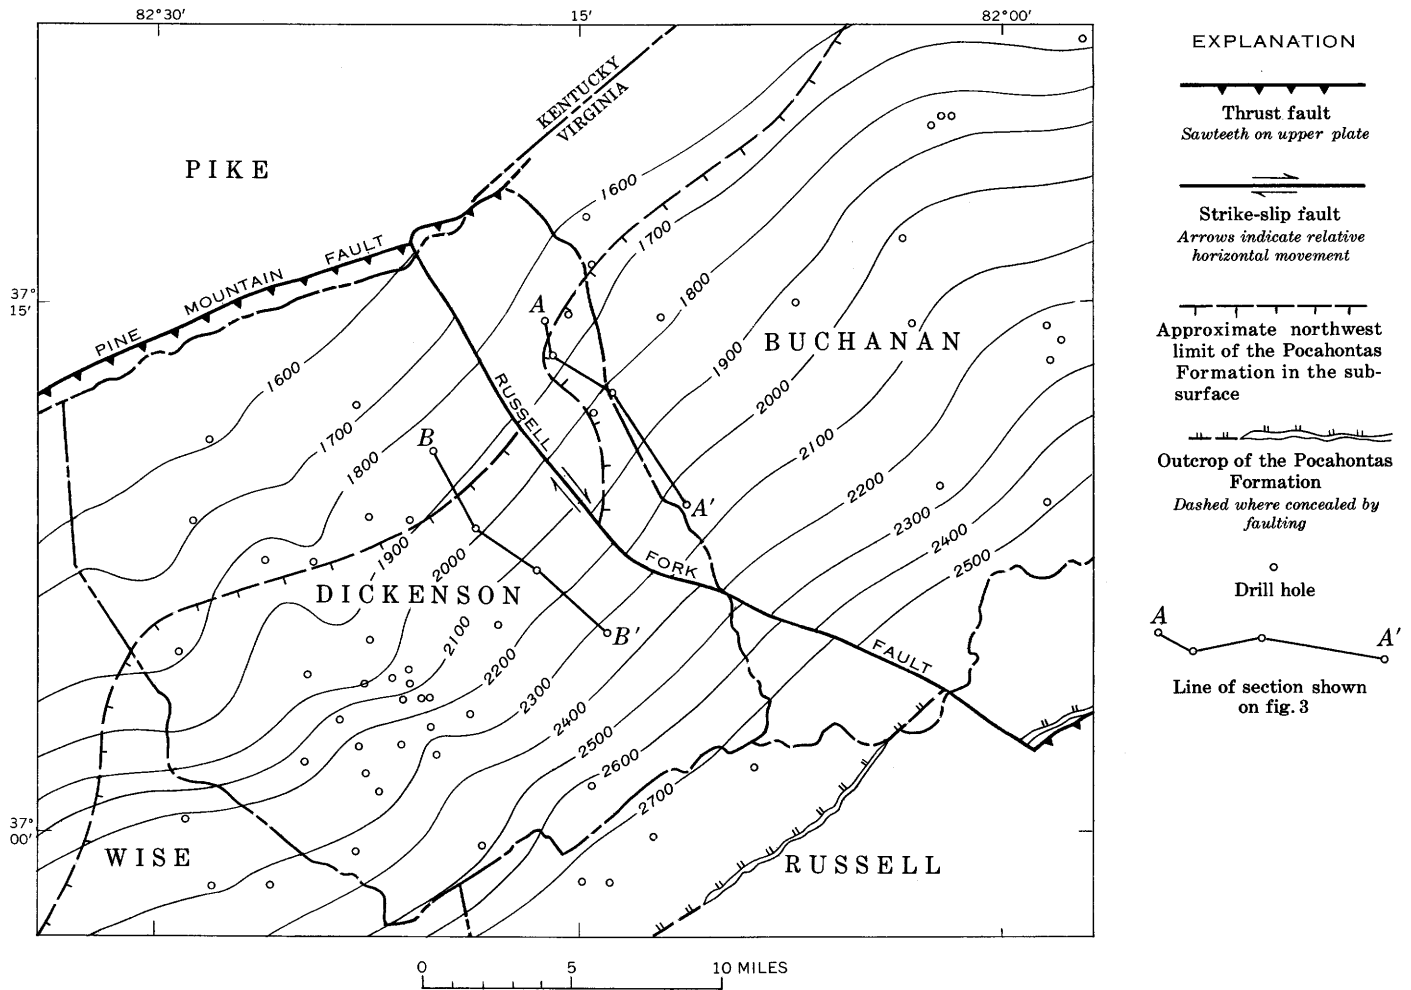 82°30′
15′
82°00′
EXPLANATION
KENTUCKY
VIRGINIA
Thrust fault
Sawteeth on upper plate
PIKE
1600
Strike-slip fault
Arrows indicate relative
horizontal movement
1700
PINE MOUNTAIN FAULT
37°
15′
1800
A
BUCHANAN
Approximate northwest
limit of the Pocahontas
Formation in the sub-
surface
1600
1900
2000
RUSSELL
1700
B
1800
2100
Outcrop of the Pocahontas
Formation
Dashed where concealed by
faulting
2200
A′
2300
2400
2500
1900
2000
FORK
DICKENSON
Drill hole
2100
B′
A
A′
2200
FAULT
Line of section shown
on fig. 3
2300
2400
2500
2600
2700
37°
00′
WISE
RUSSELL
0
5
10 MILES